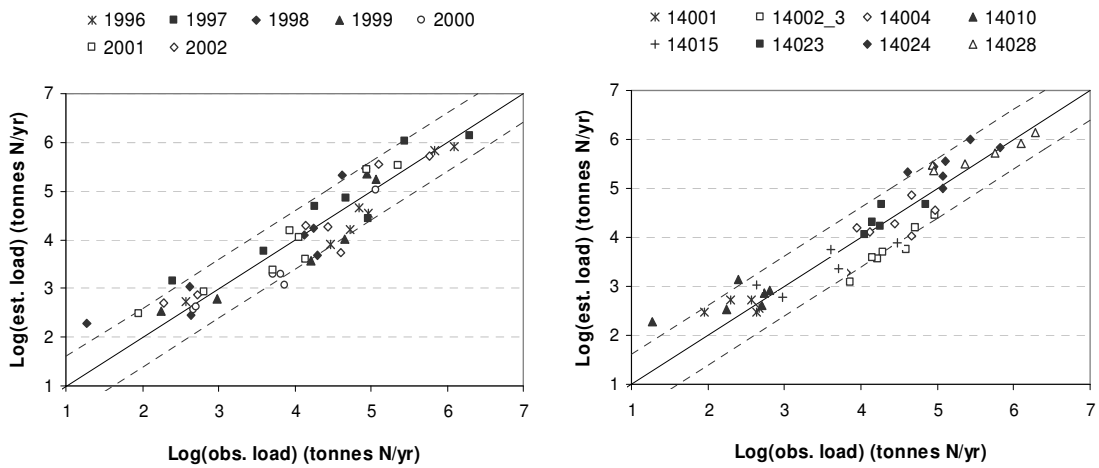 1996 1997 1998 1999 2000
2001 2002
7
6
5
4
3
2
1
1 2 3 4 5 6 7
Log(est. load) (tonnes N/yr)
Log(obs. load) (tonnes N/yr)
14001 14002_3 14004 14010
14015 14023 14024 14028
7
6
5
4
3
2
1
1 2 3 4 5 6 7
Log(est. load) (tonnes N/yr)
Log(obs. load) (tonnes N/yr)